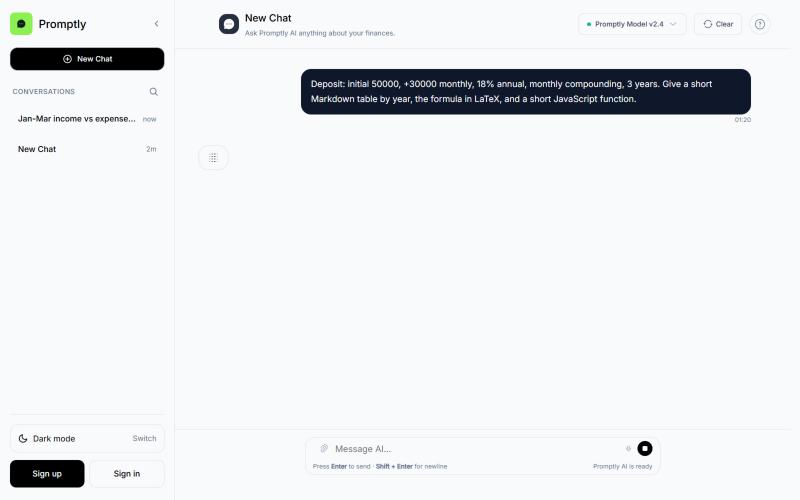 Promptly
New Chat
CONVERSATIONS
Jan-Mar income vs expense... now
New Chat 2m
Dark mode Switch
Sign up Sign in
New Chat
Ask Promptly AI anything about your finances.
Promptly Model v2.4
Clear
Deposit: initial 50000, +30000 monthly, 18% annual, monthly compounding, 3 years. Give a short
Markdown table by year, the formula in LaTeX, and a short JavaScript function.
01:20
Message AI...
Press Enter to send · Shift + Enter for newline
Promptly AI is ready